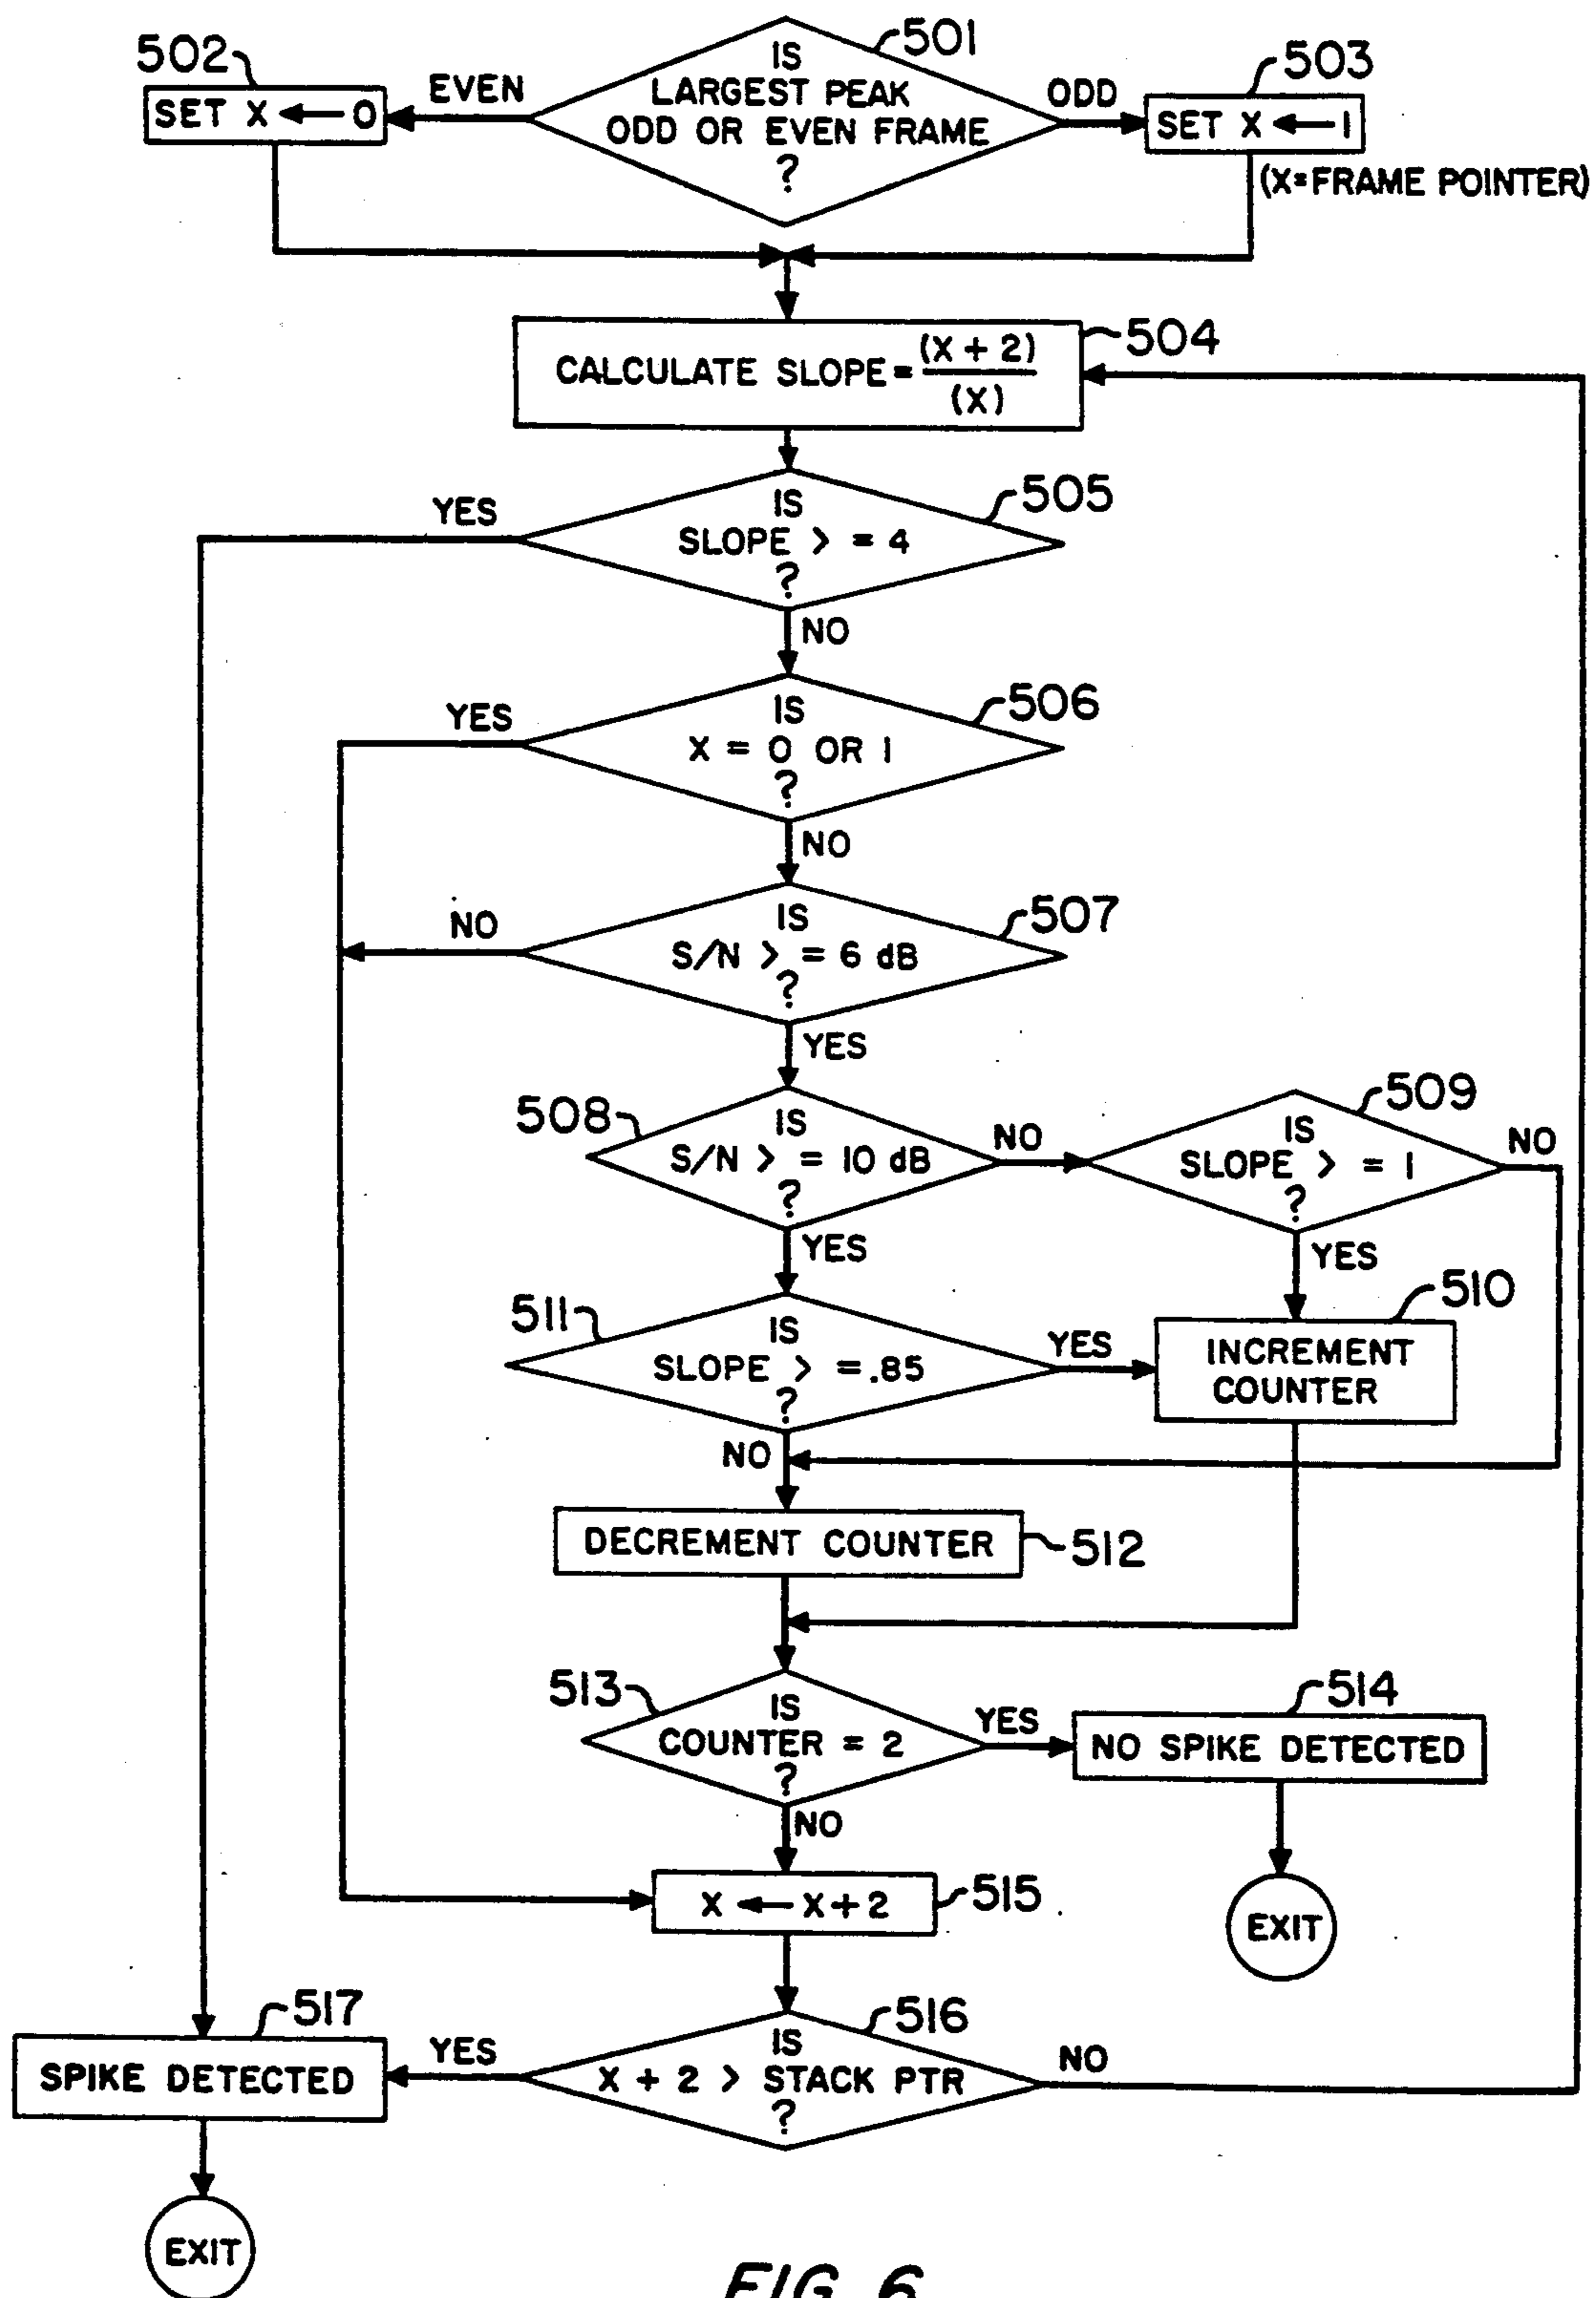 501
IS
LARGEST PEAK
ODD OR EVEN FRAME
?
EVEN
ODD
502
SET X ← 0
503
SET X ← 1
(X=FRAME POINTER)
CALCULATE SLOPE = (X + 2)
(X)
504
IS
SLOPE > = 4
?
505
YES
NO
IS
X = 0 OR 1
?
506
YES
NO
IS
S/N > = 6 dB
?
507
NO
YES
508
IS
S/N > = 10 dB
?
NO
YES
509
IS
SLOPE > = 1
?
NO
YES
511
IS
SLOPE > = .85
?
YES
NO
510
INCREMENT
COUNTER
DECREMENT COUNTER
512
513
IS
COUNTER = 2
?
YES
NO
514
NO SPIKE DETECTED
EXIT
X ← X + 2
515
516
IS
X + 2 > STACK PTR
?
YES
NO
517
SPIKE DETECTED
EXIT
FIG. 6